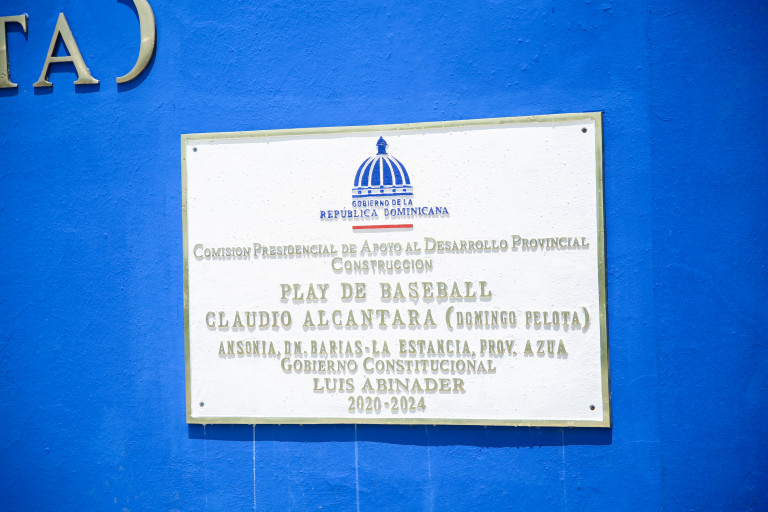 TA)
GOBIERNO DE LA
REPÚBLICA DOMINICANA
COMISION PRESIDENCIAL DE APOYO AL DESARROLLO PROVINCIAL
CONSTRUCCION
PLAY DE BASEBALL
CLAUDIO ALCANTARA (DOMINGO PELOTA)
ANSONIA, DM. BARIAS-LA ESTANCIA, PROV. AZUA
GOBIERNO CONSTITUCIONAL
LUIS ABINADER
2020-2024